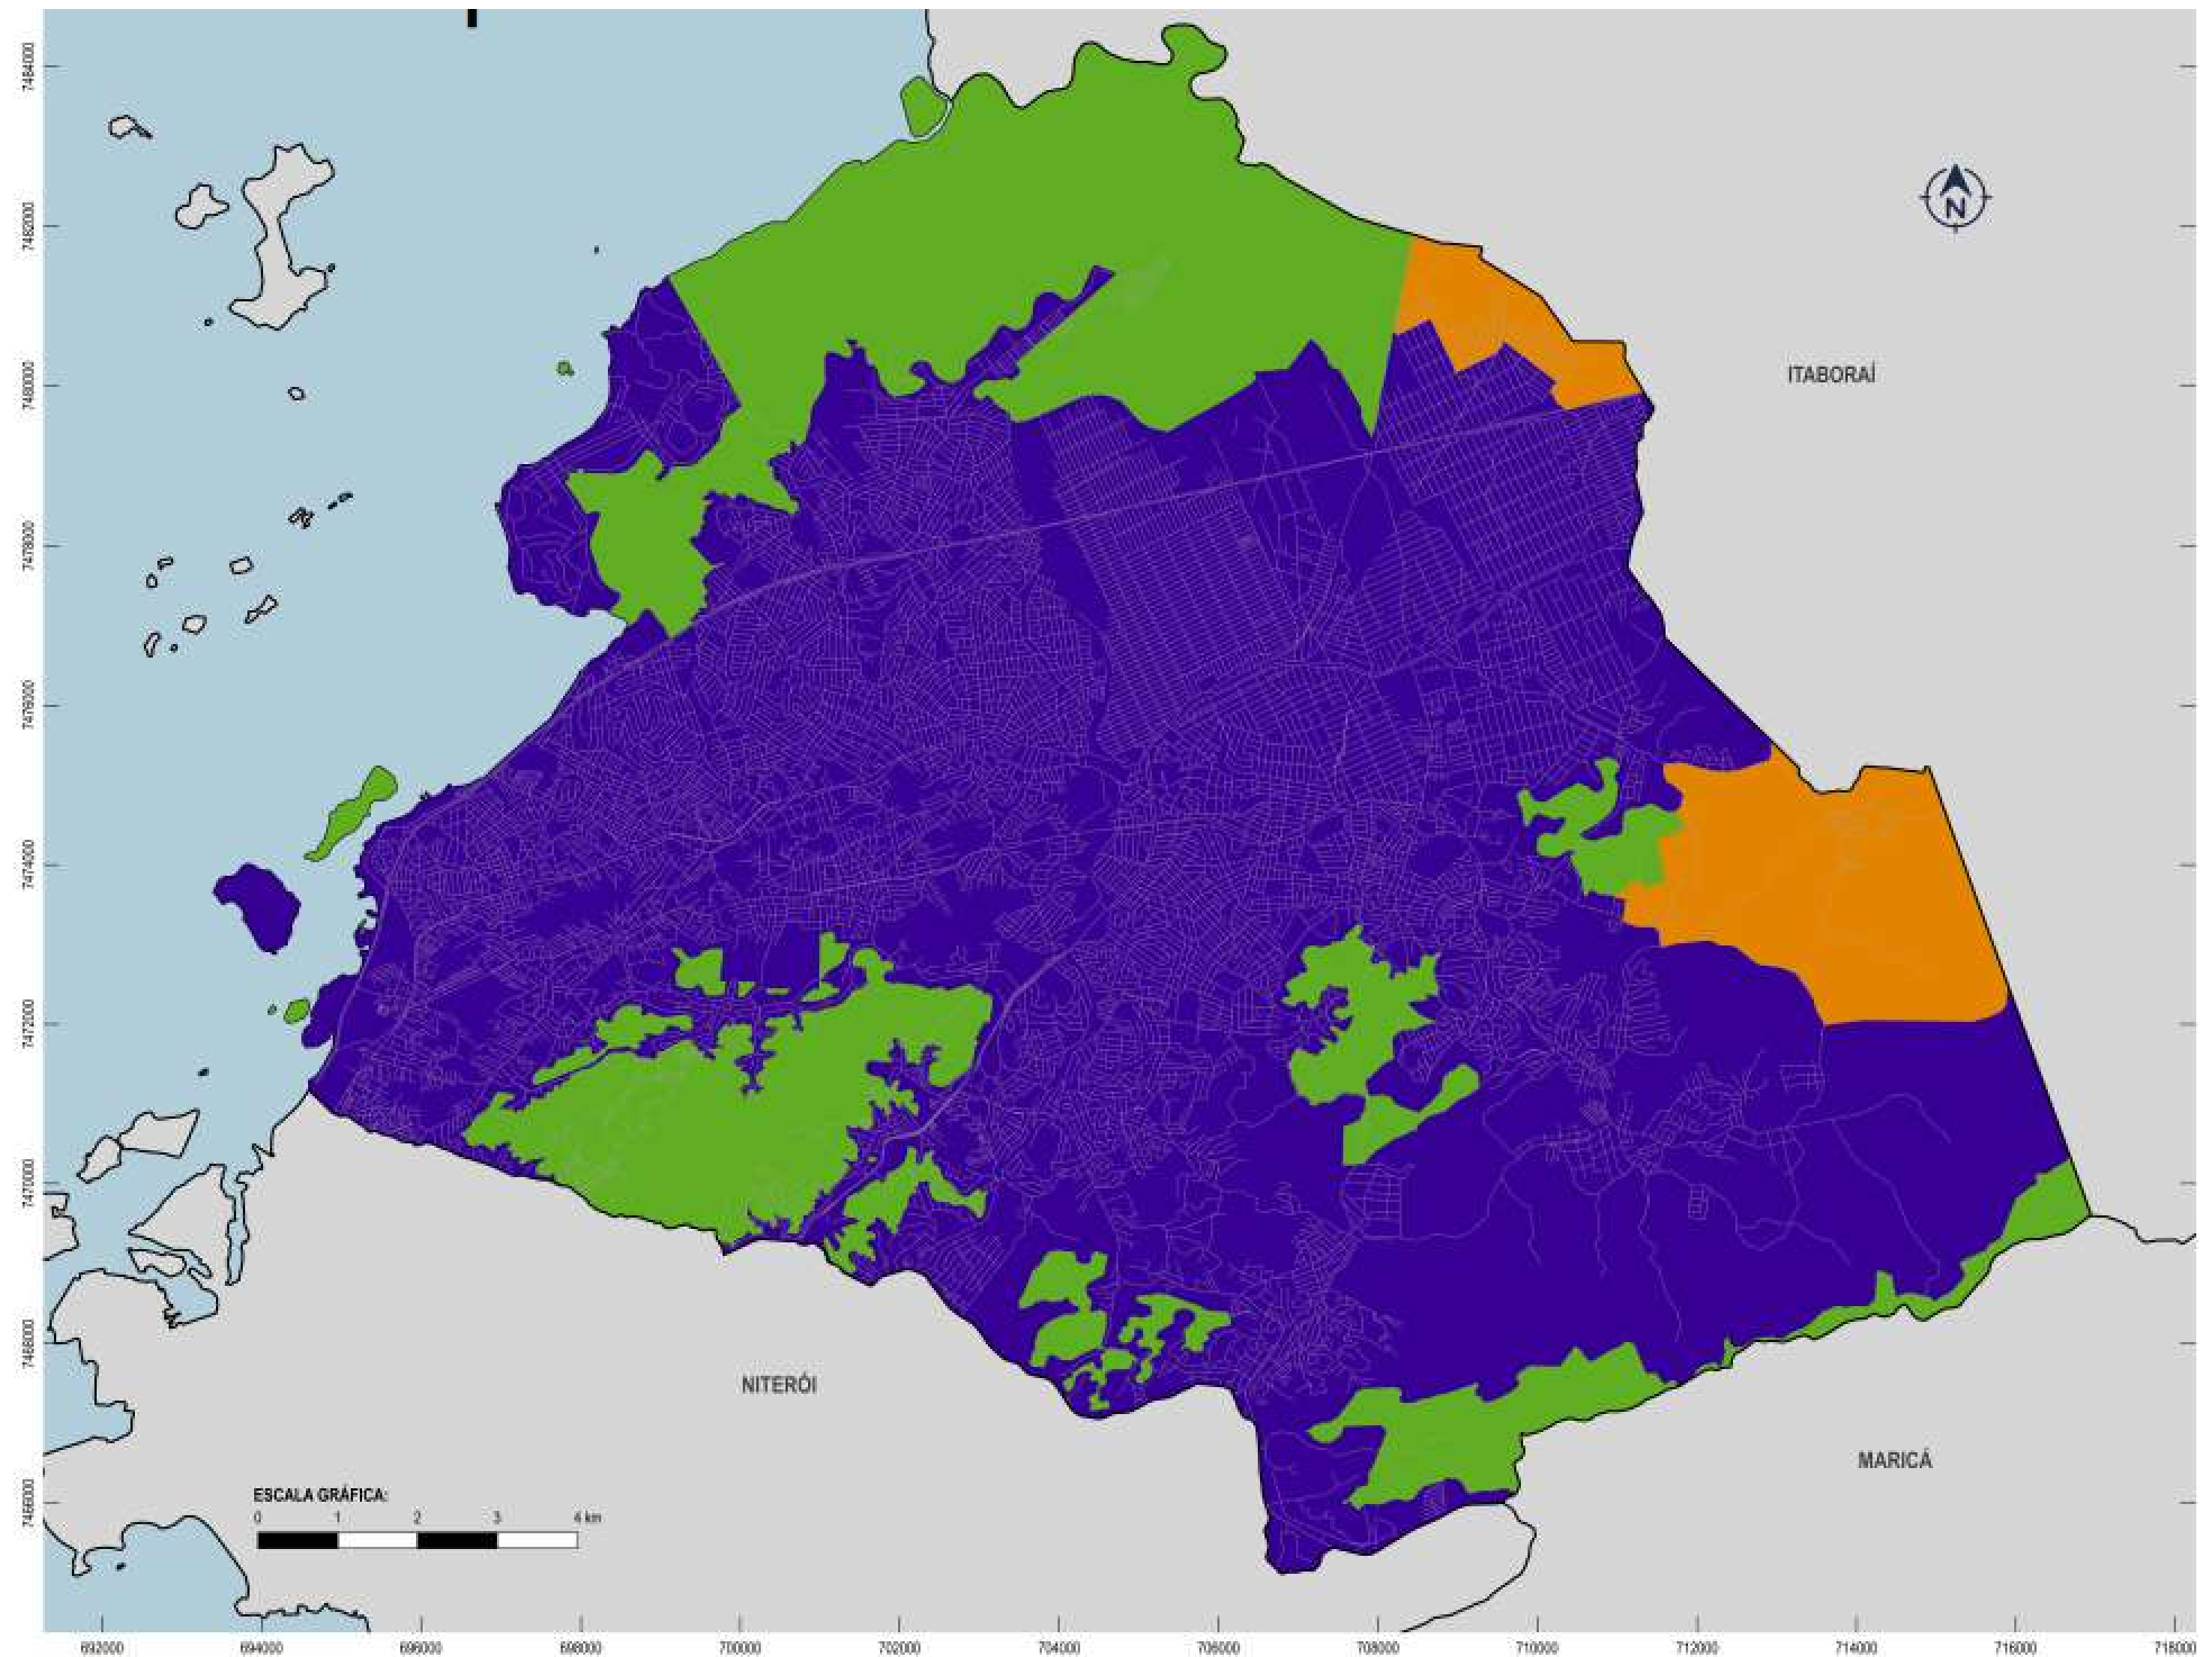 7484000
7482000
N
ITABORAÍ
7480000
7478000
7476000
7474000
7472000
7470000
7468000
NITERÓI
MARICÁ
7466000
ESCALA GRÁFICA:
0 1 2 3 4 km
692000 694000 696000 698000 700000 702000 704000 706000 708000 710000 712000 714000 716000 718000